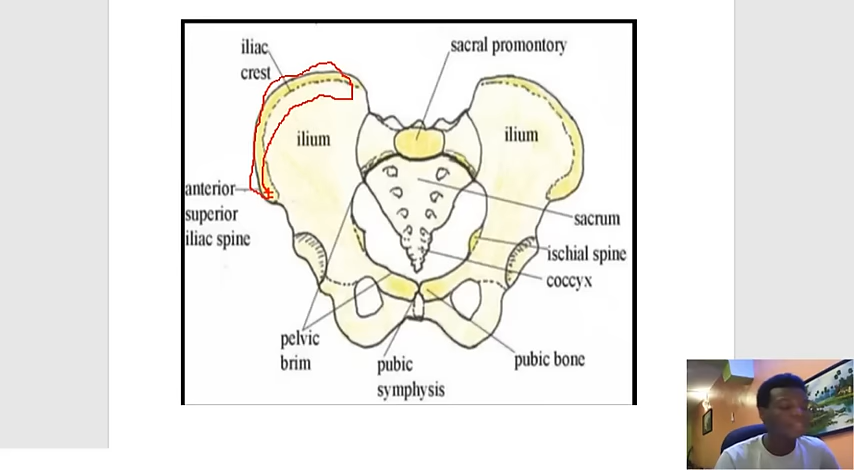 iliac
crest
sacral promontory
ilium
ilium
anterior
superior
iliac spine
sacrum
ischial spine
coccyx
pelvic
brim
pubic
symphysis
pubic bone